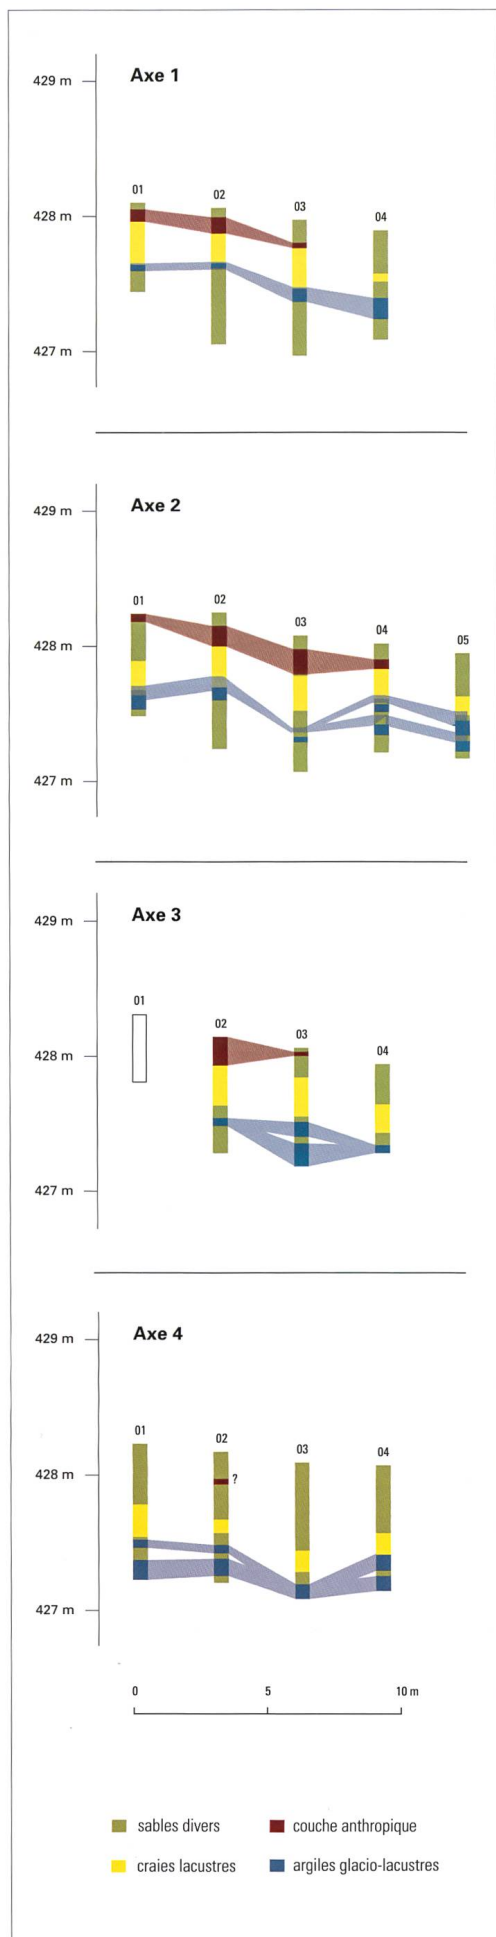 Axe 1
429 m
428 m
427 m
01
02
03
04
Axe 2
429 m
428 m
427 m
01
02
03
04
05
Axe 3
429 m
428 m
427 m
01
02
03
04
Axe 4
429 m
428 m
427 m
01
02
03
04
?
0 5 10 m
sables divers couche anthropique
craies lacustres argiles glacio-lacustres